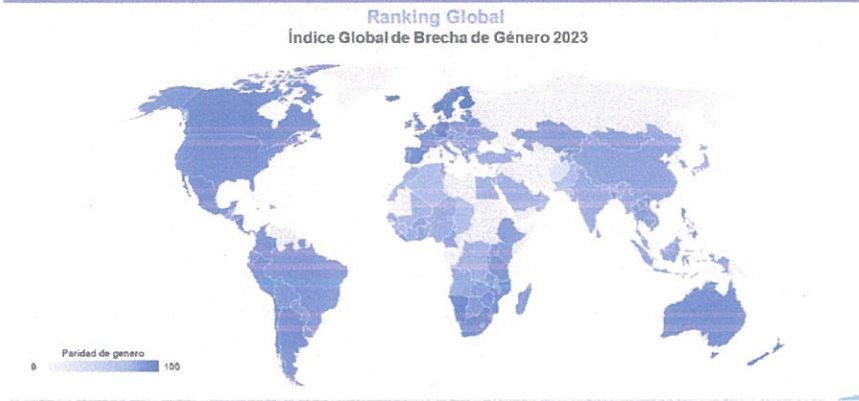 Ranking Global
Índice Global de Brecha de Género 2023
Paridad de genero
0 100